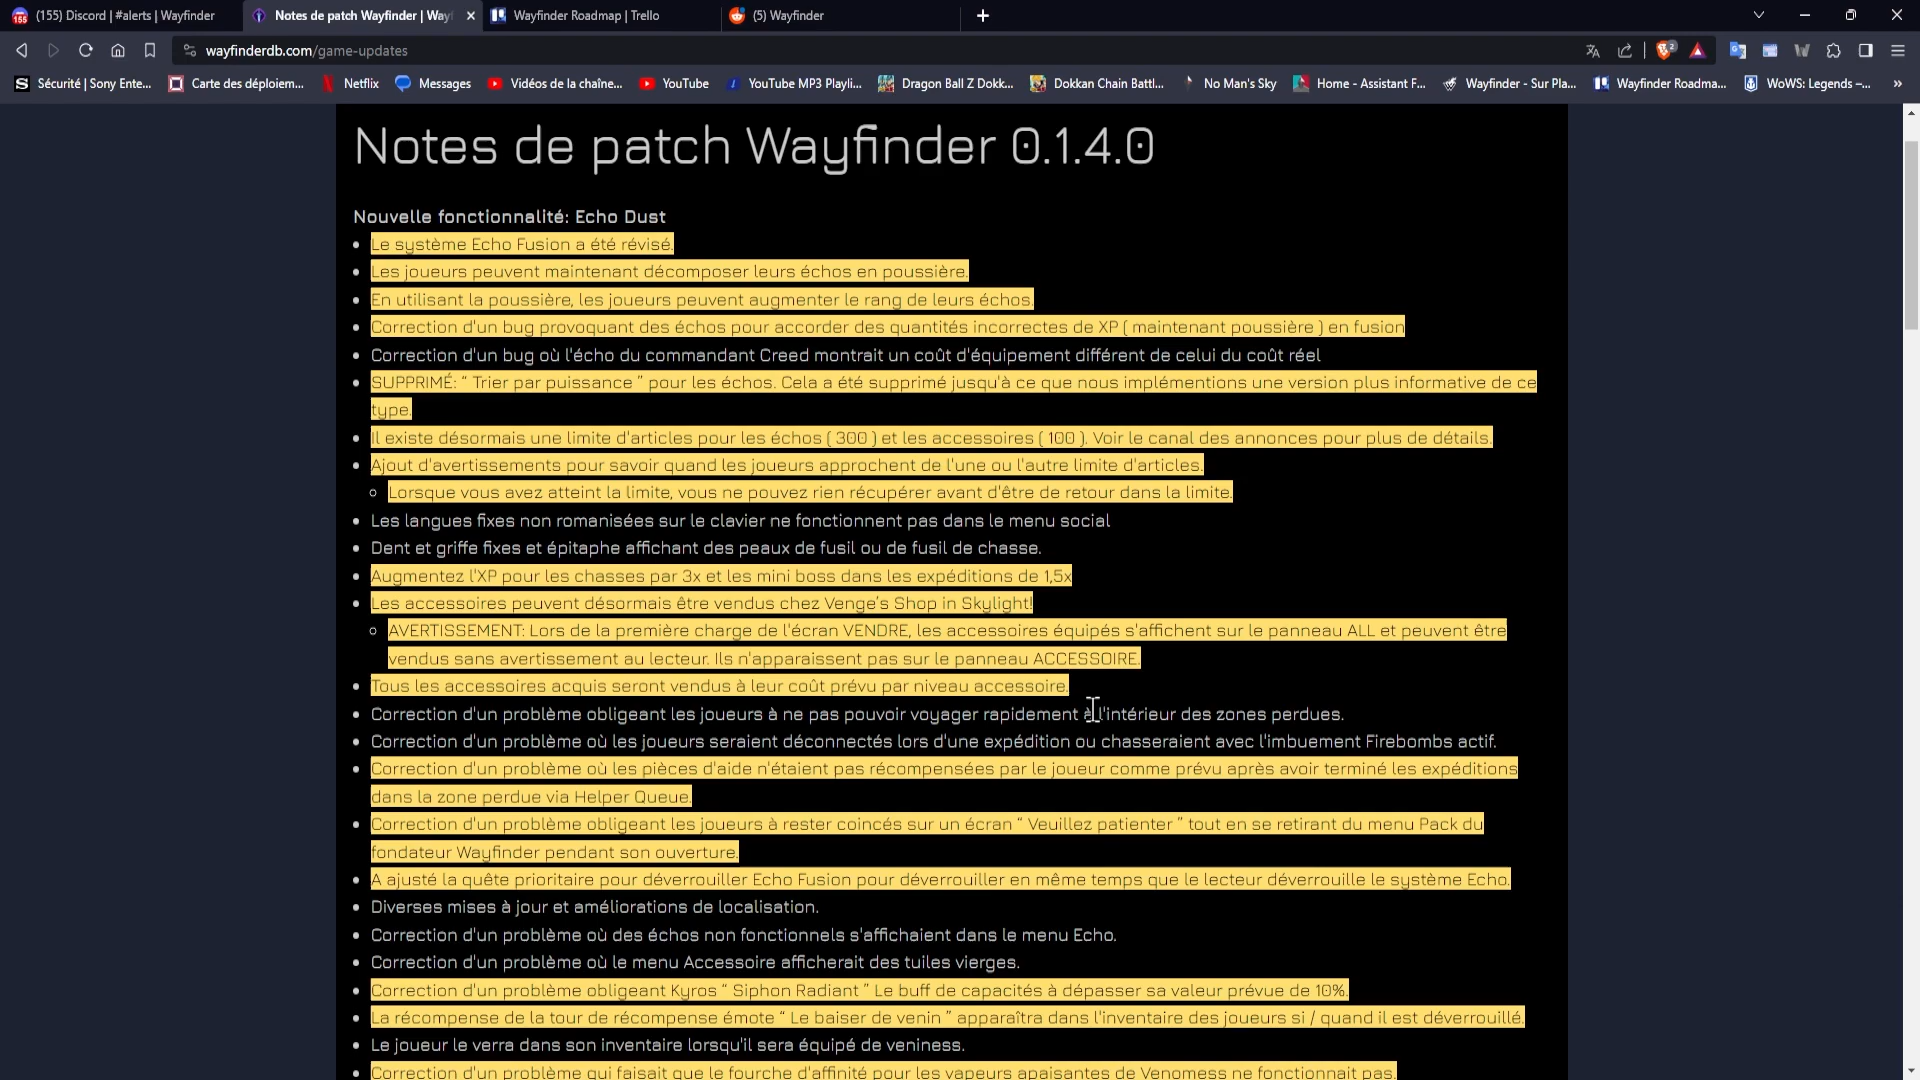 (155) Discord | #alerts | Wayfinder
Notes de patch Wayfinder | Way
Wayfinder Roadmap | Trello
(5) Wayfinder
wayfinderdb.com/game-updates
Sécurité | Sony Ente...
Carte des déploiem...
Netflix
Messages
Vidéos de la chaîne...
YouTube
YouTube MP3 Playli...
Dragon Ball Z Dokk...
Dokkan Chain Battl...
No Man's Sky
Home - Assistant F...
Wayfinder - Sur Pla...
Wayfinder Roadma...
WoWS: Legends –...
Notes de patch Wayfinder 0.1.4.0
Nouvelle fonctionnalité: Echo Dust
Le système Echo Fusion a été révisé.
Les joueurs peuvent maintenant décomposer leurs échos en poussière.
En utilisant la poussière, les joueurs peuvent augmenter le rang de leurs échos.
Correction d'un bug provoquant des échos pour accorder des quantités incorrectes de XP ( maintenant poussière ) en fusion
Correction d'un bug où l'écho du commandant Creed montrait un coût d'équipement différent de celui du coût réel
SUPPRIMÉ: “ Trier par puissance ” pour les échos. Cela a été supprimé jusqu'à ce que nous implémentions une version plus informative de ce
type.
Il existe désormais une limite d'articles pour les échos ( 300 ) et les accessoires ( 100 ). Voir le canal des annonces pour plus de détails.
Ajout d'avertissements pour savoir quand les joueurs approchent de l'une ou l'autre limite d'articles.
Lorsque vous avez atteint la limite, vous ne pouvez rien récupérer avant d'être de retour dans la limite.
Les langues fixes non romanisées sur le clavier ne fonctionnent pas dans le menu social
Dent et griffe fixes et épitaphe affichant des peaux de fusil ou de fusil de chasse.
Augmentez l'XP pour les chasses par 3x et les mini boss dans les expéditions de 1,5x
Les accessoires peuvent désormais être vendus chez Venge’s Shop in Skylight!
AVERTISSEMENT: Lors de la première charge de l'écran VENDRE, les accessoires équipés s'affichent sur le panneau ALL et peuvent être
vendus sans avertissement au lecteur. Ils n'apparaissent pas sur le panneau ACCESSOIRE.
Tous les accessoires acquis seront vendus à leur coût prévu par niveau accessoire.
Correction d'un problème obligeant les joueurs à ne pas pouvoir voyager rapidement à l'intérieur des zones perdues.
Correction d'un problème où les joueurs seraient déconnectés lors d'une expédition ou chasseraient avec l'imbuement Firebombs actif.
Correction d'un problème où les pièces d'aide n'étaient pas récompensées par le joueur comme prévu après avoir terminé les expéditions
dans la zone perdue via Helper Queue.
Correction d'un problème obligeant les joueurs à rester coincés sur un écran “ Veuillez patienter ” tout en se retirant du menu Pack du
fondateur Wayfinder pendant son ouverture.
A ajusté la quête prioritaire pour déverrouiller Echo Fusion pour déverrouiller en même temps que le lecteur déverrouille le système Echo.
Diverses mises à jour et améliorations de localisation.
Correction d'un problème où des échos non fonctionnels s'affichaient dans le menu Echo.
Correction d'un problème où le menu Accessoire afficherait des tuiles vierges.
Correction d'un problème obligeant Kyros “ Siphon Radiant ” Le buff de capacités à dépasser sa valeur prévue de 10%.
La récompense de la tour de récompense émote “ Le baiser de venin ” apparaîtra dans l'inventaire des joueurs si / quand il est déverrouillé.
Le joueur le verra dans son inventaire lorsqu'il sera équipé de veniness.
Correction d'un problème qui faisait que le fourche d'affinité pour les vapeurs apaisantes de Venomess ne fonctionnait pas.